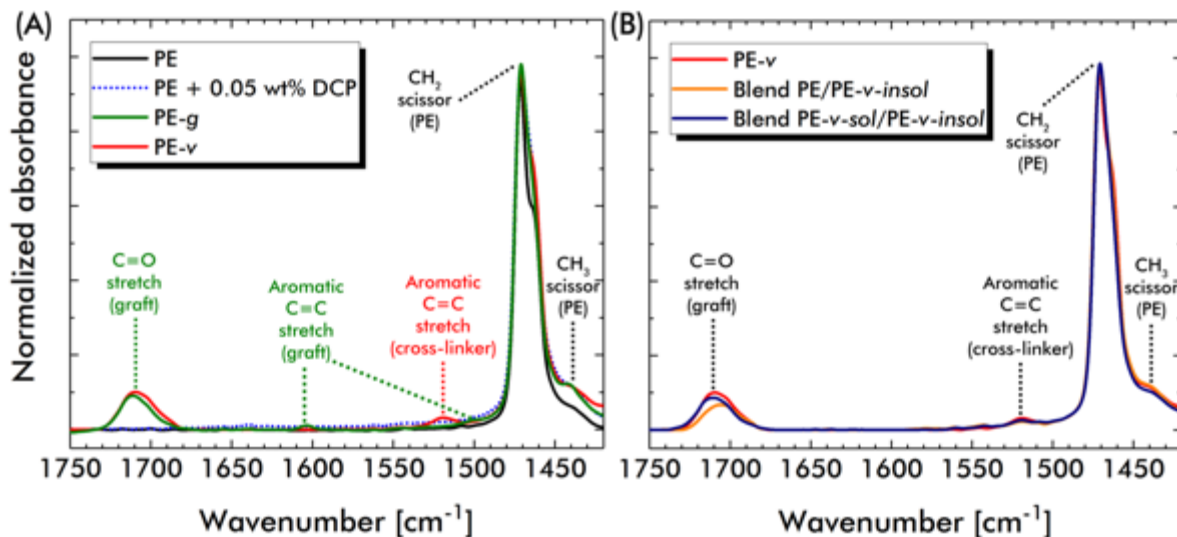 (A)
Normalized absorbance
PE
PE + 0.05 wt% DCP
PE-g
PE-v
CH₂
scissor
(PE)
C=O
stretch
(graft)
Aromatic
C=C
stretch
(graft)
Aromatic
C=C
stretch
(cross-linker)
CH₃
scissor
(PE)
1750 1700 1650 1600 1550 1500 1450
Wavenumber [cm⁻¹]
(B)
PE-v
Blend PE/PE-v-insol
Blend PE-v-sol/PE-v-insol
CH₂
scissor
(PE)
C=O
stretch
(graft)
Aromatic
C=C
stretch
(cross-linker)
CH₃
scissor
(PE)
1750 1700 1650 1600 1550 1500 1450
Wavenumber [cm⁻¹]